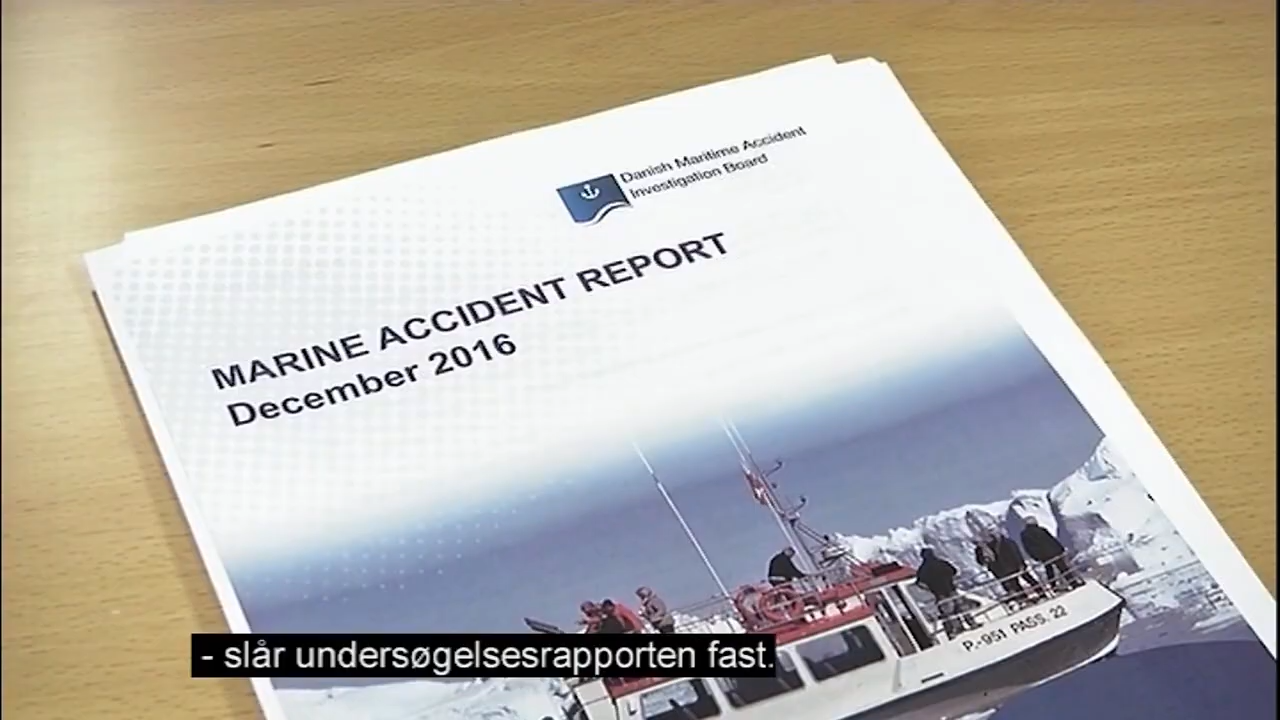 Danish Maritime Accident
Investigation Board
MARINE ACCIDENT REPORT
December 2016
P.-951 PASS. 22
- slår undersøgelsesrapporten fast.